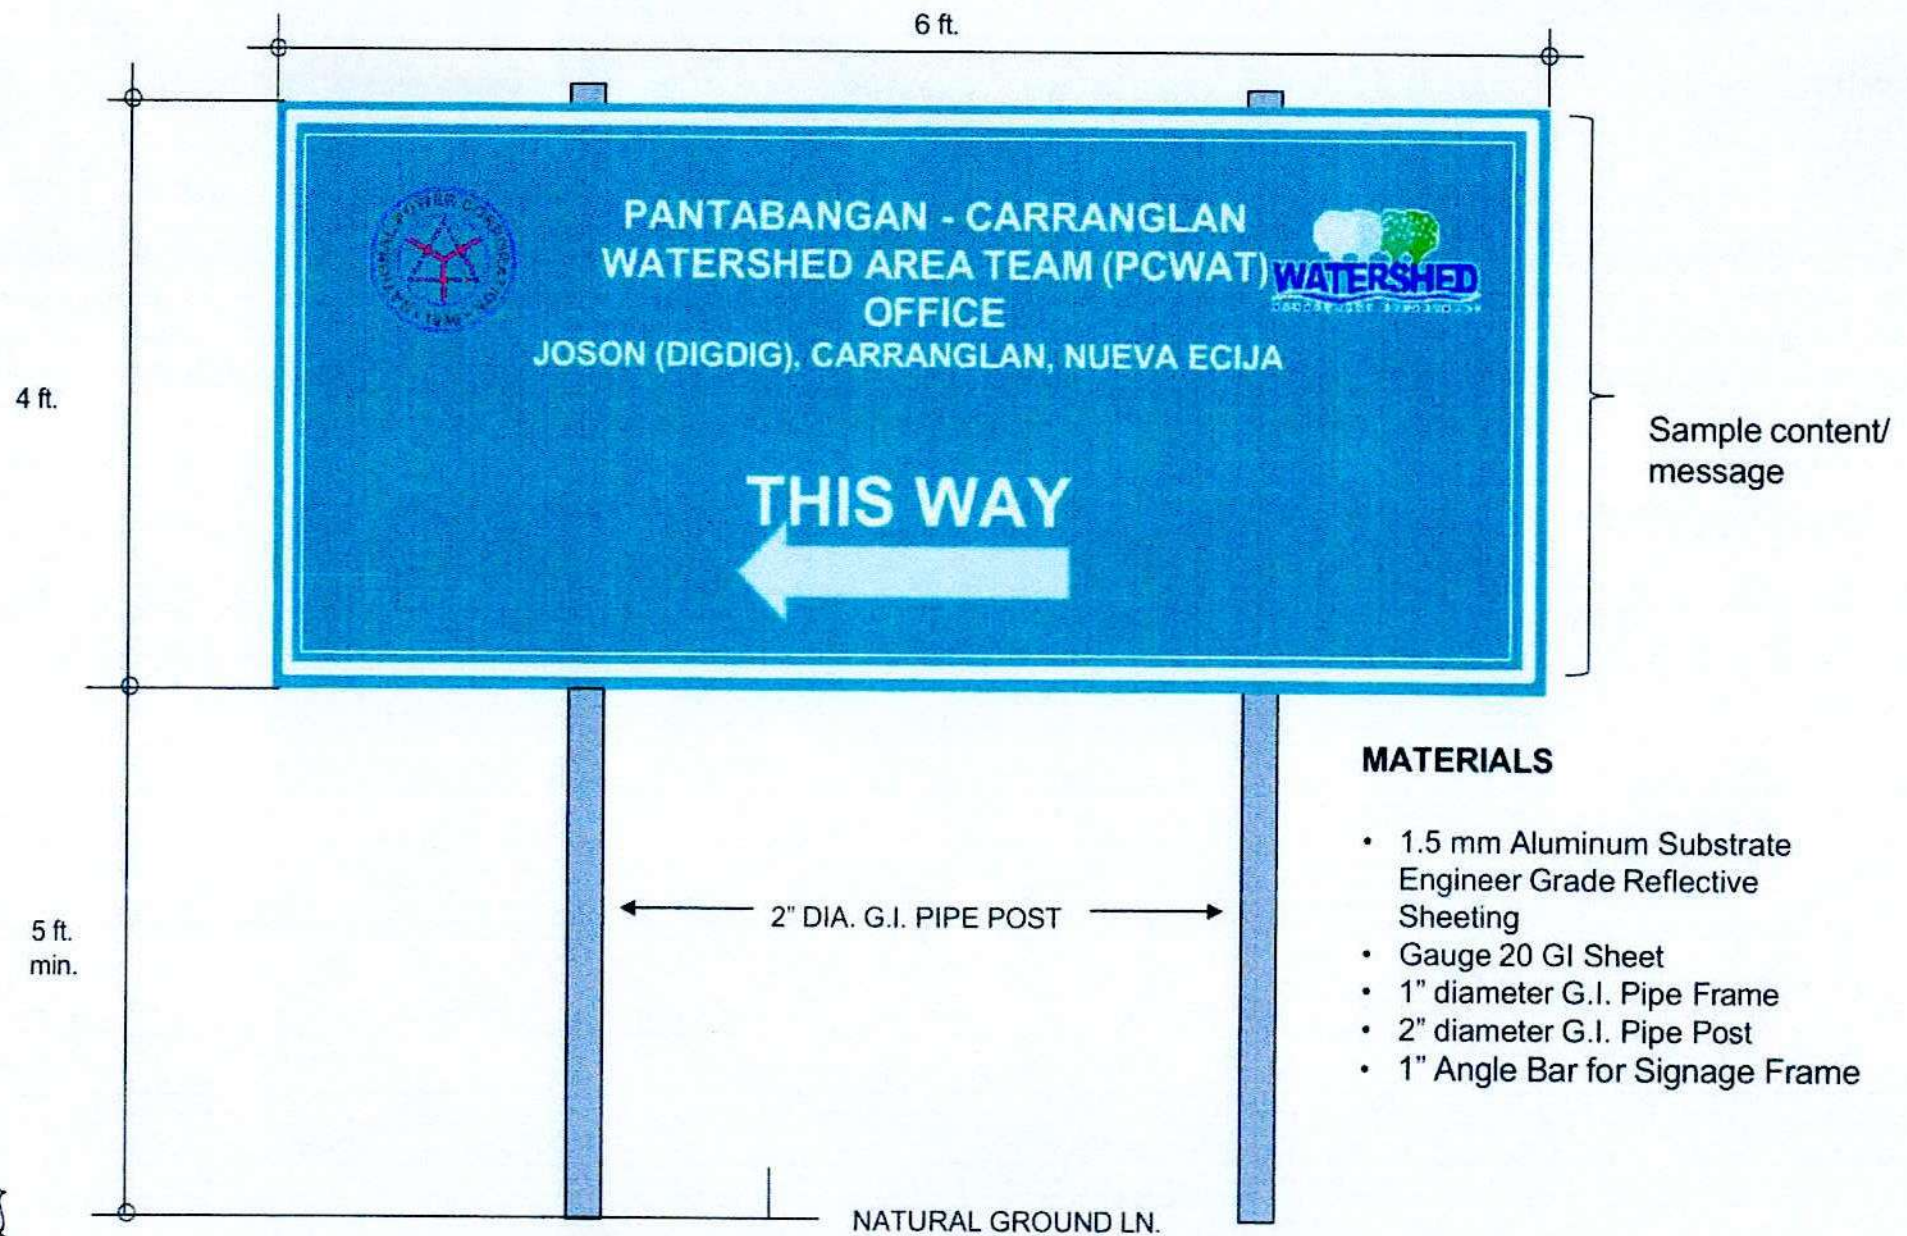 6 ft.
4 ft.
NATIONAL POWER CORPORATION
PANTABANGAN - CARRANGLAN
WATERSHED AREA TEAM (PCWAT)
OFFICE
JOSON (DIGDIG), CARRANGLAN, NUEVA ECIJA
WATERSHED
THIS WAY
Sample content/
message
5 ft.
min.
2" DIA. G.I. PIPE POST
MATERIALS
• 1.5 mm Aluminum Substrate
Engineer Grade Reflective
Sheeting
• Gauge 20 GI Sheet
• 1" diameter G.I. Pipe Frame
• 2" diameter G.I. Pipe Post
• 1" Angle Bar for Signage Frame
NATURAL GROUND LN.